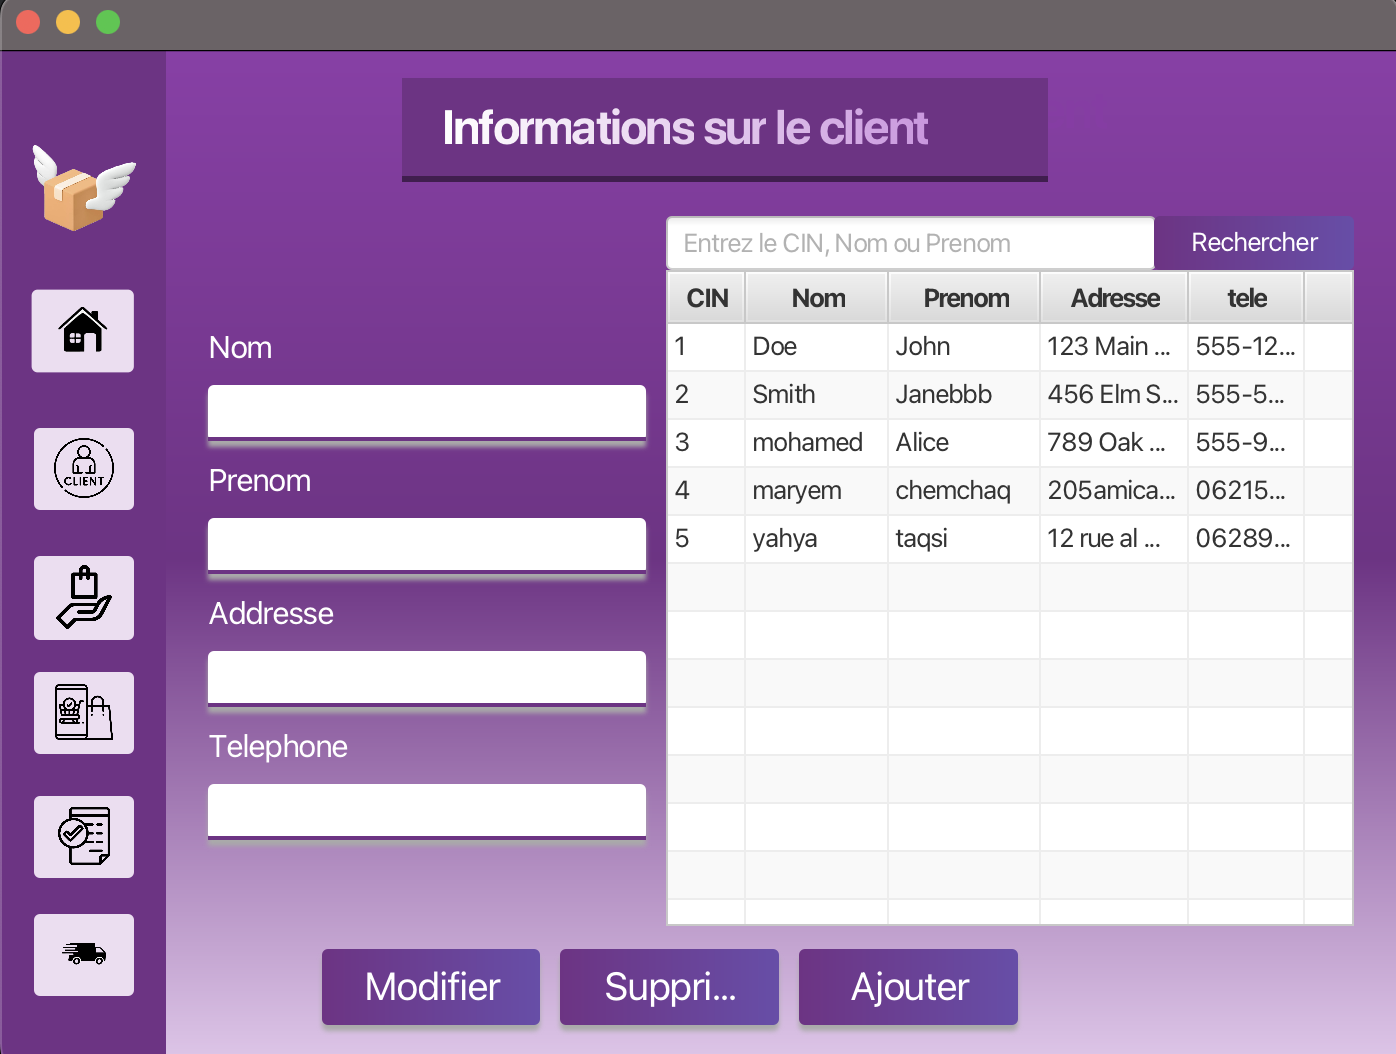 Informations sur le client
Entrez le CIN, Nom ou Prenom
Rechercher
CIN Nom Prenom Adresse tele
1 Doe John 123 Main ... 555-12...
2 Smith Janebbb 456 Elm S... 555-5...
3 mohamed Alice 789 Oak ... 555-9...
4 maryem chemchaq 205amica... 06215...
5 yahya taqsi 12 rue al ... 06289...
Nom
Prenom
Addresse
Telephone
CLIENT
Modifier
Suppri...
Ajouter